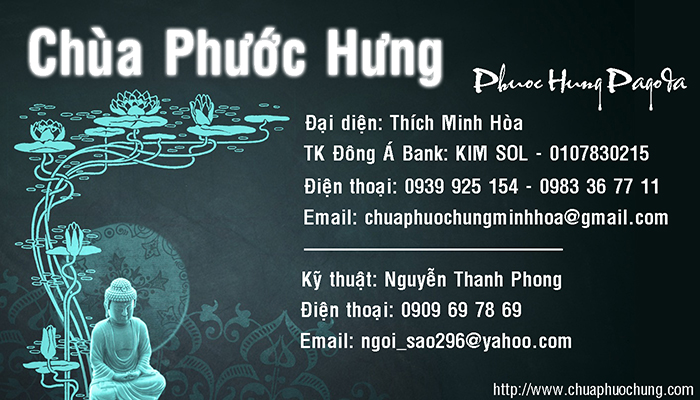 Chùa Phước Hưng
Phuoc Hung Pagoda
Đại diện: Thích Minh Hòa
TK Đông Á Bank: KIM SOL - 0107830215
Điện thoại: 0939 925 154 - 0983 36 77 11
Email: chuaphuochungminhhoa@gmail.com
Kỹ thuật: Nguyễn Thanh Phong
Điện thoại: 0909 69 78 69
Email: ngoi_sao296@yahoo.com
http://www.chuaphuochung.com